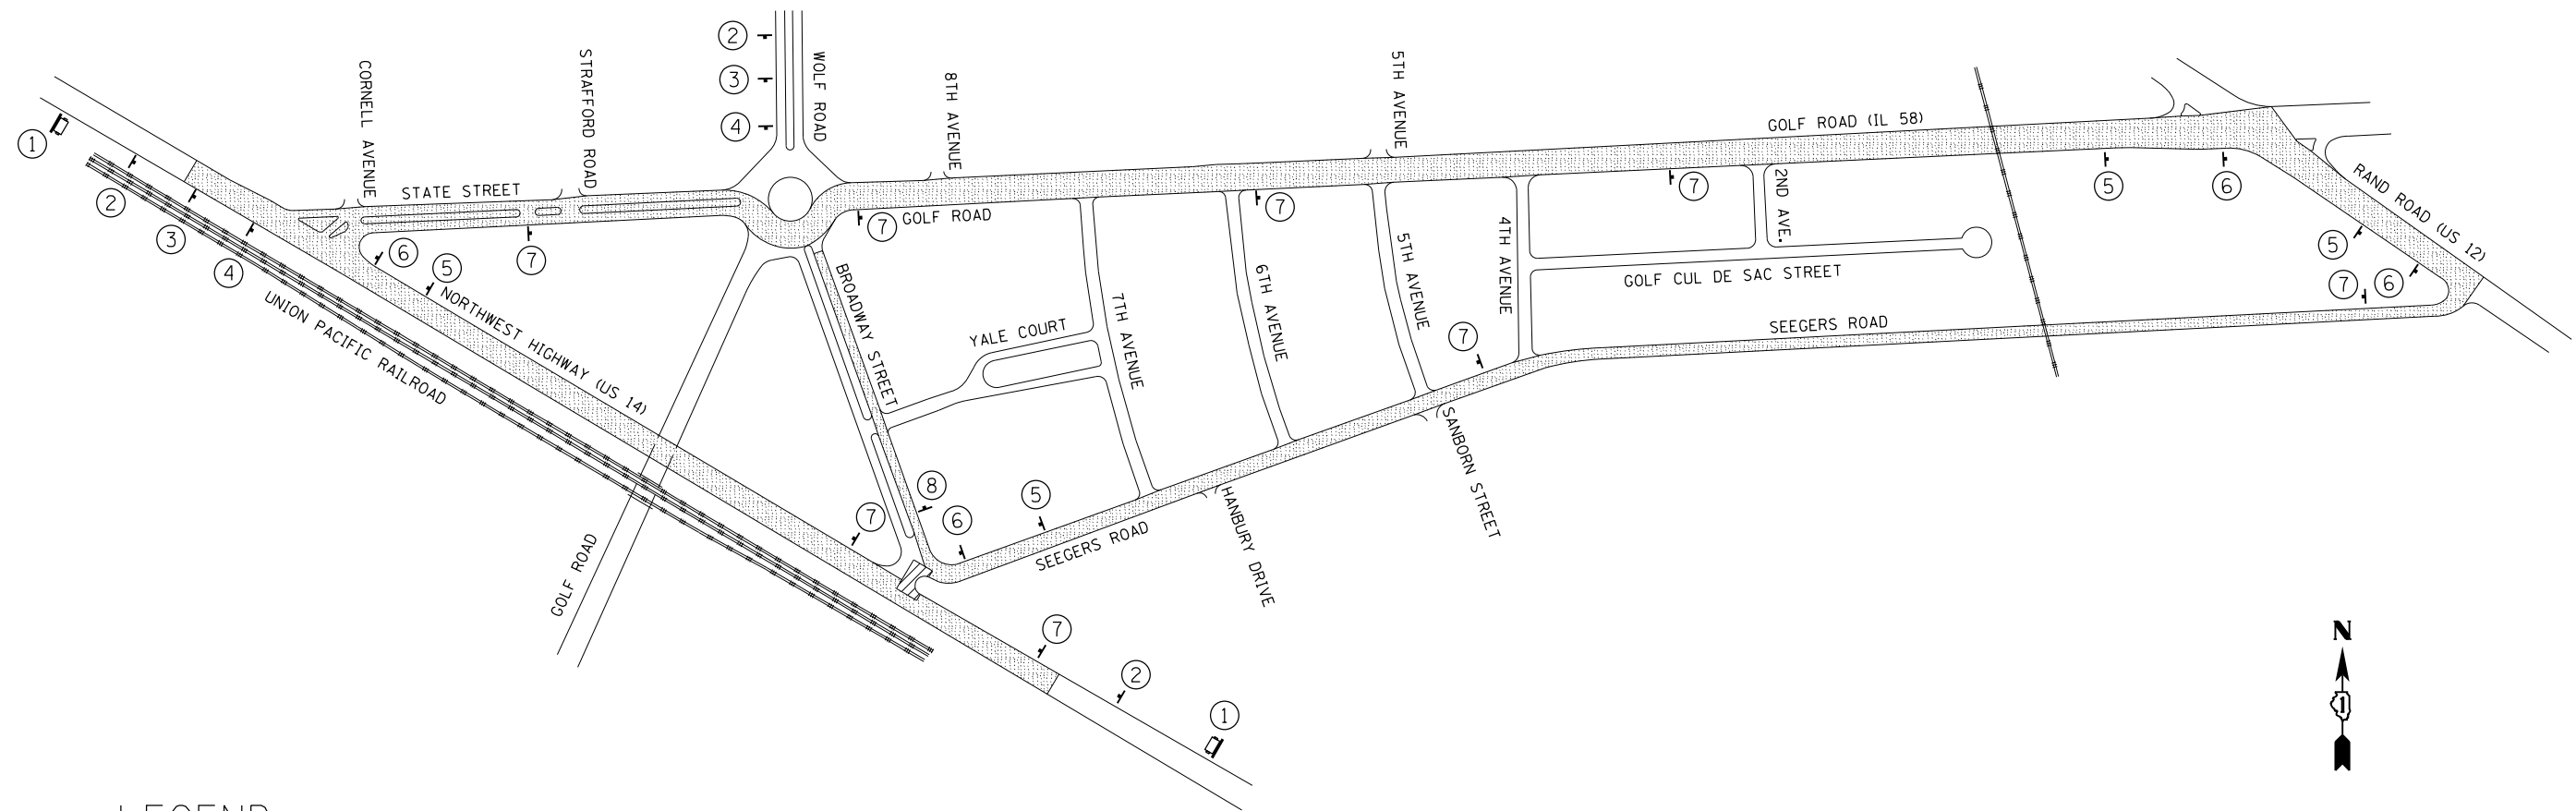 2
3
4
WOLF ROAD
STRAFFORD ROAD
CORNELL AVENUE
8TH AVENUE
5TH AVENUE
GOLF ROAD (IL 58)
1
2
3
4
STATE STREET
6
5
7
7
GOLF ROAD
7
7
2ND AVE.
5
6
RAND ROAD (US 12)
5
7
6
NORTHWEST HIGHWAY (US 14)
UNION PACIFIC RAILROAD
BROADWAY STREET
YALE COURT
7TH AVENUE
6TH AVENUE
5TH AVENUE
4TH AVENUE
7
GOLF CUL DE SAC STREET
SEEGERS ROAD
SANBORN STREET
HANBURY DRIVE
8
5
6
7
SEEGERS ROAD
GOLF ROAD
7
2
1
N
1
LEGEND